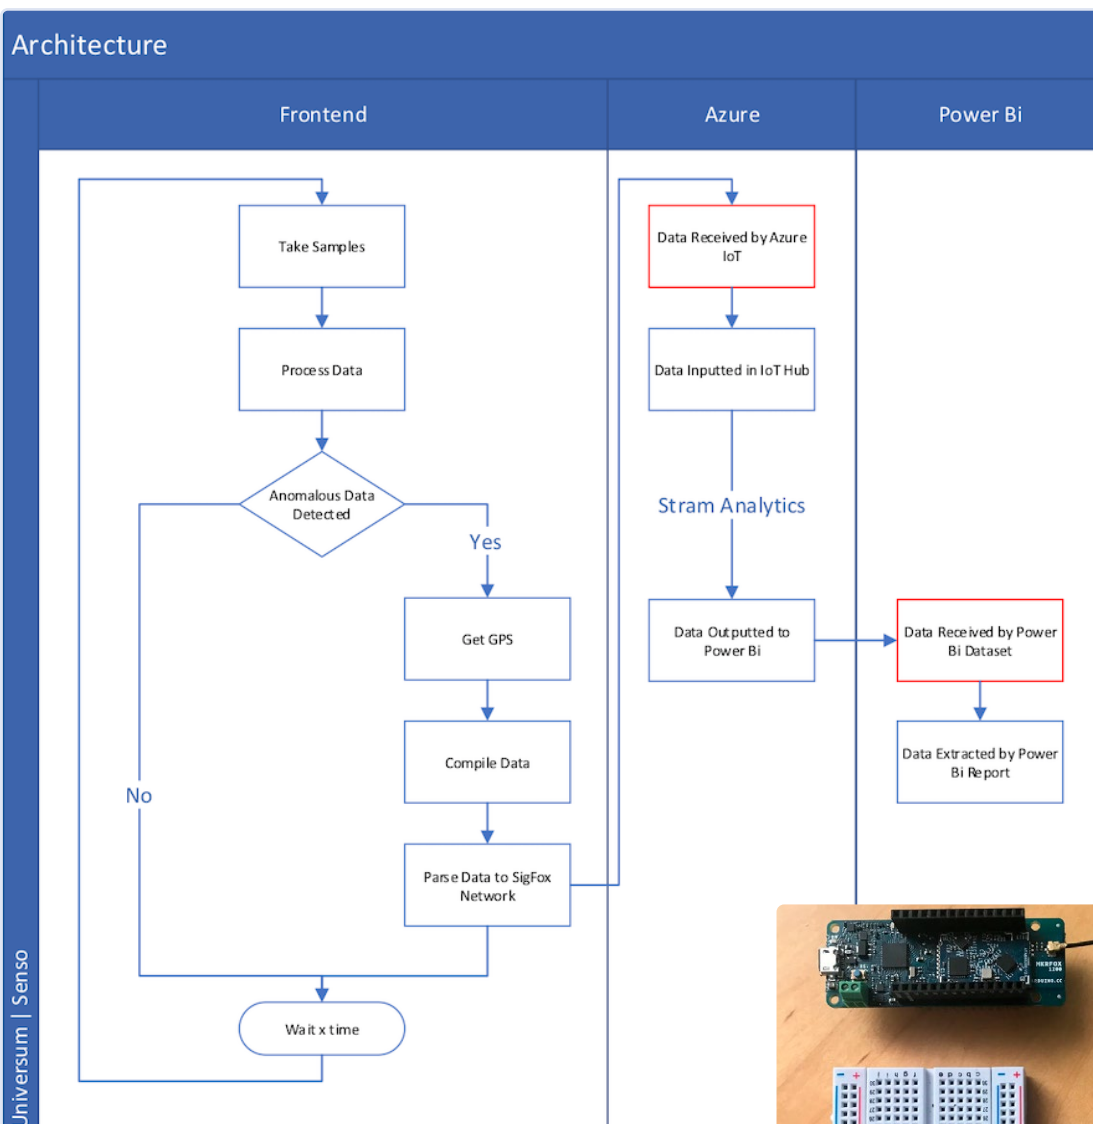 Architecture
Frontend
Azure
Power Bi
Take Samples
Process Data
Anomalous Data
Detected
Yes
No
Get GPS
Compile Data
Parse Data to SigFox
Network
Wait x time
Data Received by Azure
IoT
Data Inputted in IoT Hub
Stram Analytics
Data Outputted to
Power Bi
Data Received by Power
Bi Dataset
Data Extracted by Power
Bi Report
Universum | Senso
MKRFOX
1200